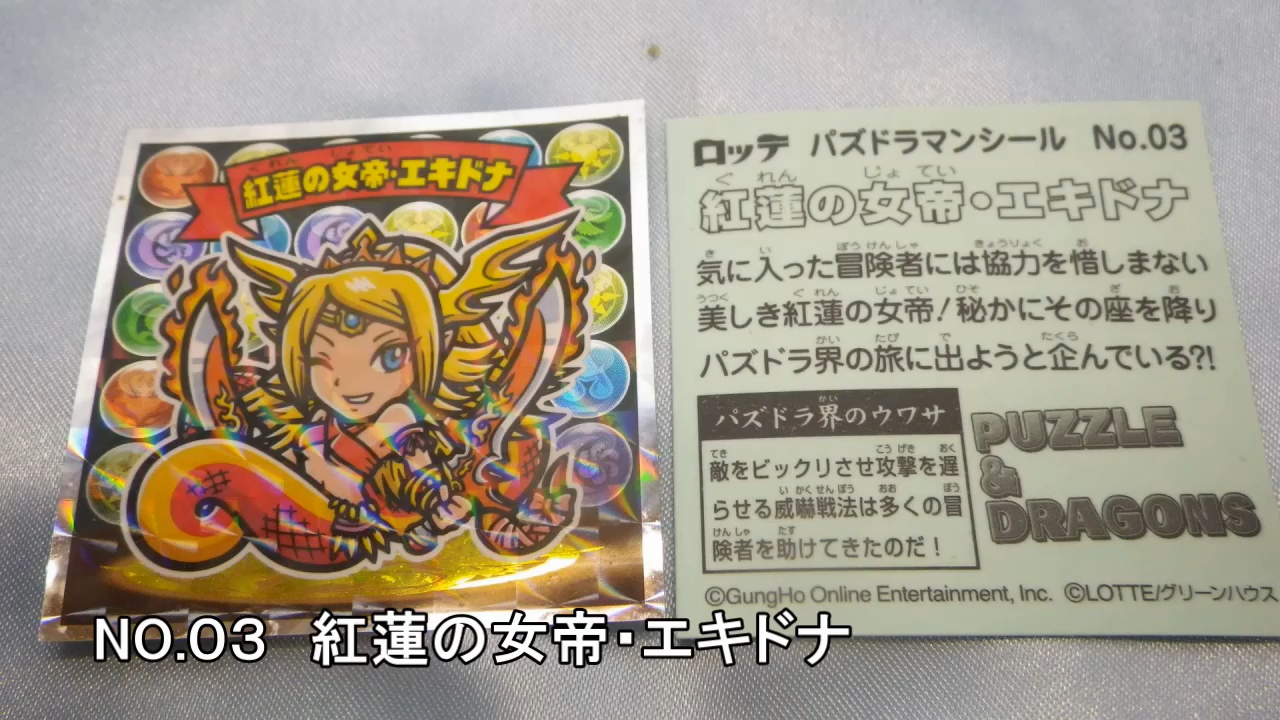 紅蓮の女帝・エキドナ
ロッテ パズドラマンシール No.03
紅蓮の女帝・エキドナ
気に入った冒険者には協力を惜しまない
美しき紅蓮の女帝!秘かにその座を降り
パズドラ界の旅に出ようと企んでいる?!
パズドラ界のウワサ
敵をビックリさせ攻撃を遅
らせる威嚇戦法は多くの冒
険者を助けてきたのだ!
PUZZLE
&
DRAGONS
©GungHo Online Entertainment, Inc. ©LOTTE/グリーンハウス
NO.03 紅蓮の女帝・エキドナ